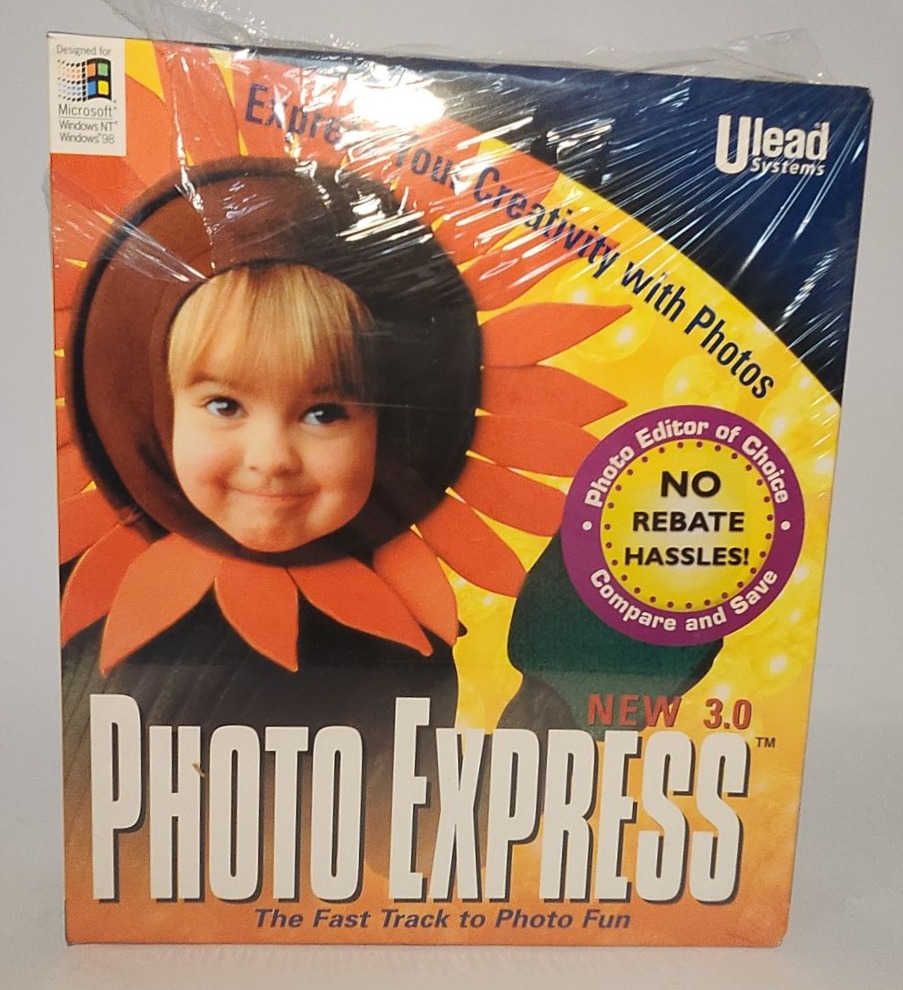 Designed for
Microsoft®
Windows NT®
Windows®98
Express Your Creativity with Photos
Ulead
Systems
Photo Editor of Choice
NO
REBATE
HASSLES!
Compare and Save
NEW 3.0
PHOTO EXPRESS™
The Fast Track to Photo Fun